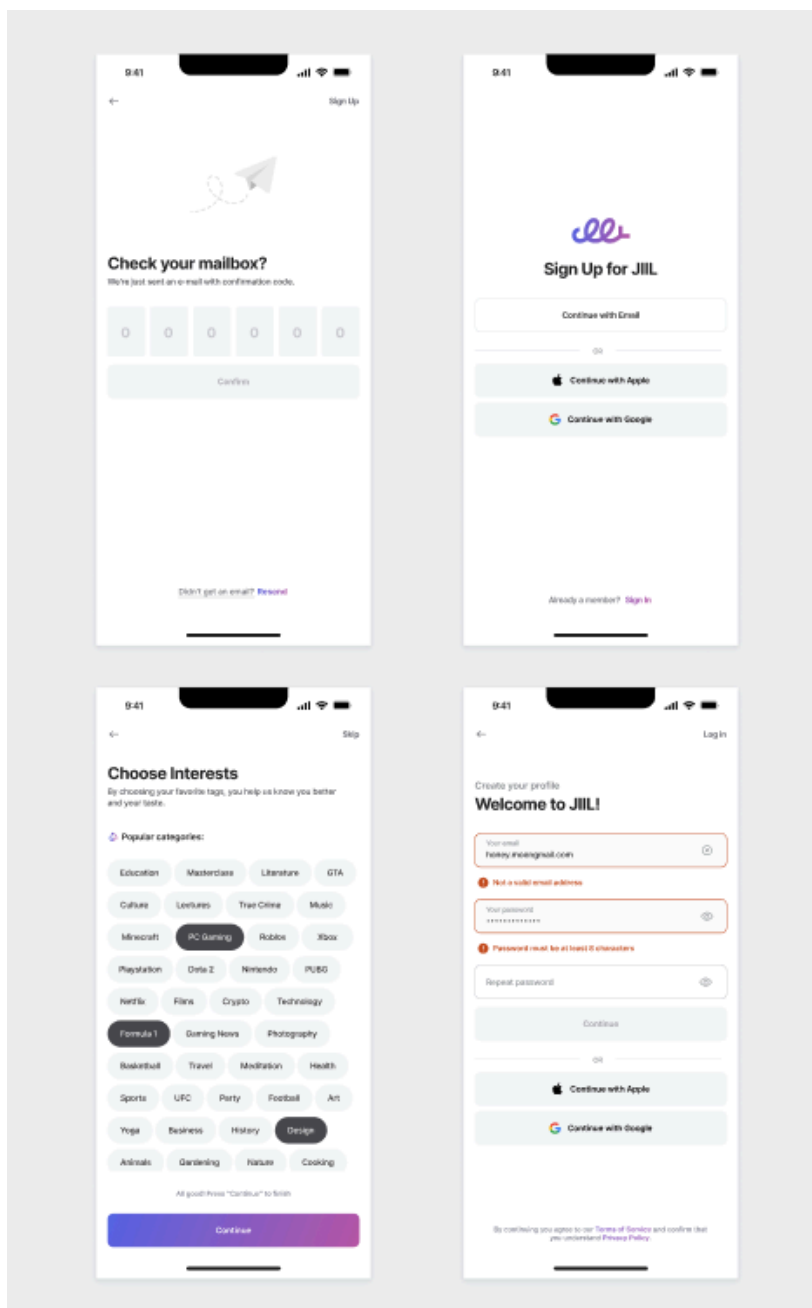 9:41
Sign Up
Check your mailbox?
We're just sent an e-mail with confirmation code.
0 0 0 0 0 0
Confirm
Didn't get an email? Resend
9:41
Sign Up for JIIL
Continue with Email
OR
Continue with Apple
Continue with Google
Already a member? Sign In
9:41
Skip
Choose Interests
By choosing your favorite tags, you help us know you better
and your taste.
Popular categories:
Education Masterclass Literature GTA
Culture Lectures True Crime Music
Minecraft PC Gaming Roblox Xbox
Playstation Dota 2 Nintendo PUBG
Netflix Films Crypto Technology
Formula 1 Gaming News Photography
Basketball Travel Meditation Health
Sports UFC Party Football Art
Yoga Business History Design
Animals Gardening Nature Cooking
All good! Press "Continue" to finish
Continue
9:41
Log in
Create your profile
Welcome to JIIL!
Your email
honey.moongmail.com
Not a valid email address
Your password
Password must be at least 8 characters
Repeat password
Continue
OR
Continue with Apple
Continue with Google
By continuing you agree to our Terms of Service and confirm that
you understand Privacy Policy.